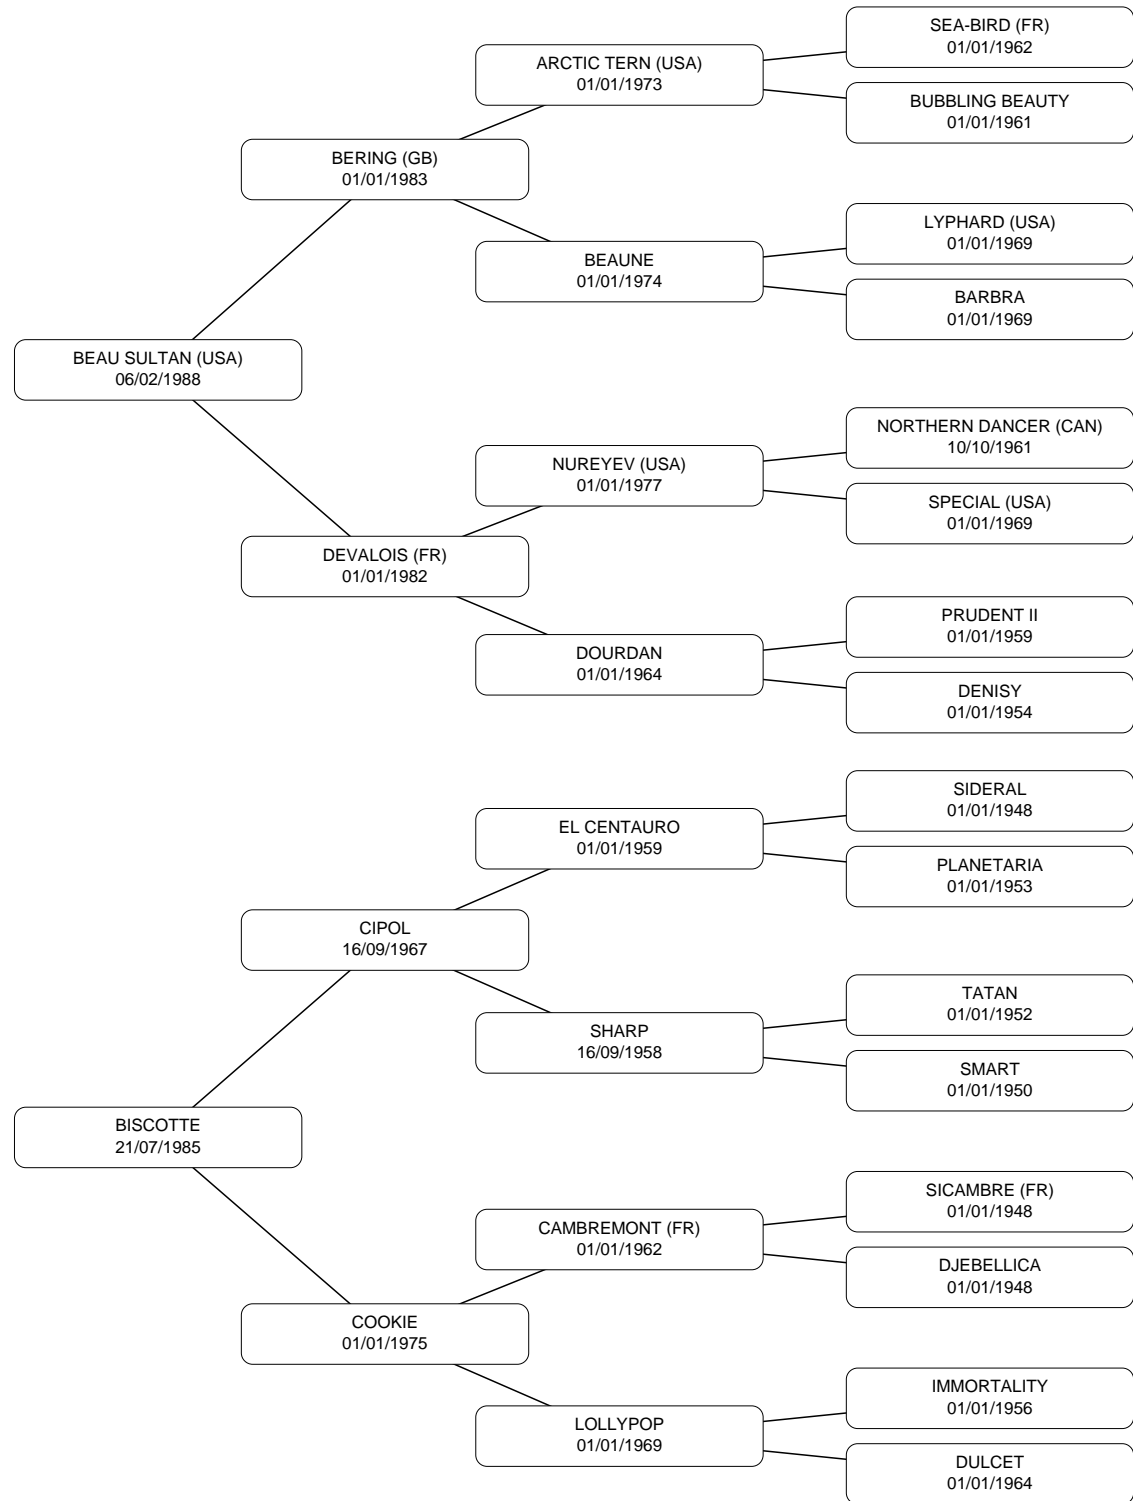 SEA-BIRD (FR)
01/01/1962
ARCTIC TERN (USA)
01/01/1973
BUBBLING BEAUTY
01/01/1961
BERING (GB)
01/01/1983
LYPHARD (USA)
01/01/1969
BEAUNE
01/01/1974
BARBRA
01/01/1969
BEAU SULTAN (USA)
06/02/1988
NORTHERN DANCER (CAN)
10/10/1961
NUREYEV (USA)
01/01/1977
SPECIAL (USA)
01/01/1969
DEVALOIS (FR)
01/01/1982
PRUDENT II
01/01/1959
DOURDAN
01/01/1964
DENISY
01/01/1954
SIDERAL
01/01/1948
EL CENTAURO
01/01/1959
PLANETARIA
01/01/1953
CIPOL
16/09/1967
TATAN
01/01/1952
SHARP
16/09/1958
SMART
01/01/1950
BISCOTTE
21/07/1985
SICAMBRE (FR)
01/01/1948
CAMBREMONT (FR)
01/01/1962
DJEBELLICA
01/01/1948
COOKIE
01/01/1975
IMMORTALITY
01/01/1956
LOLLYPOP
01/01/1969
DULCET
01/01/1964